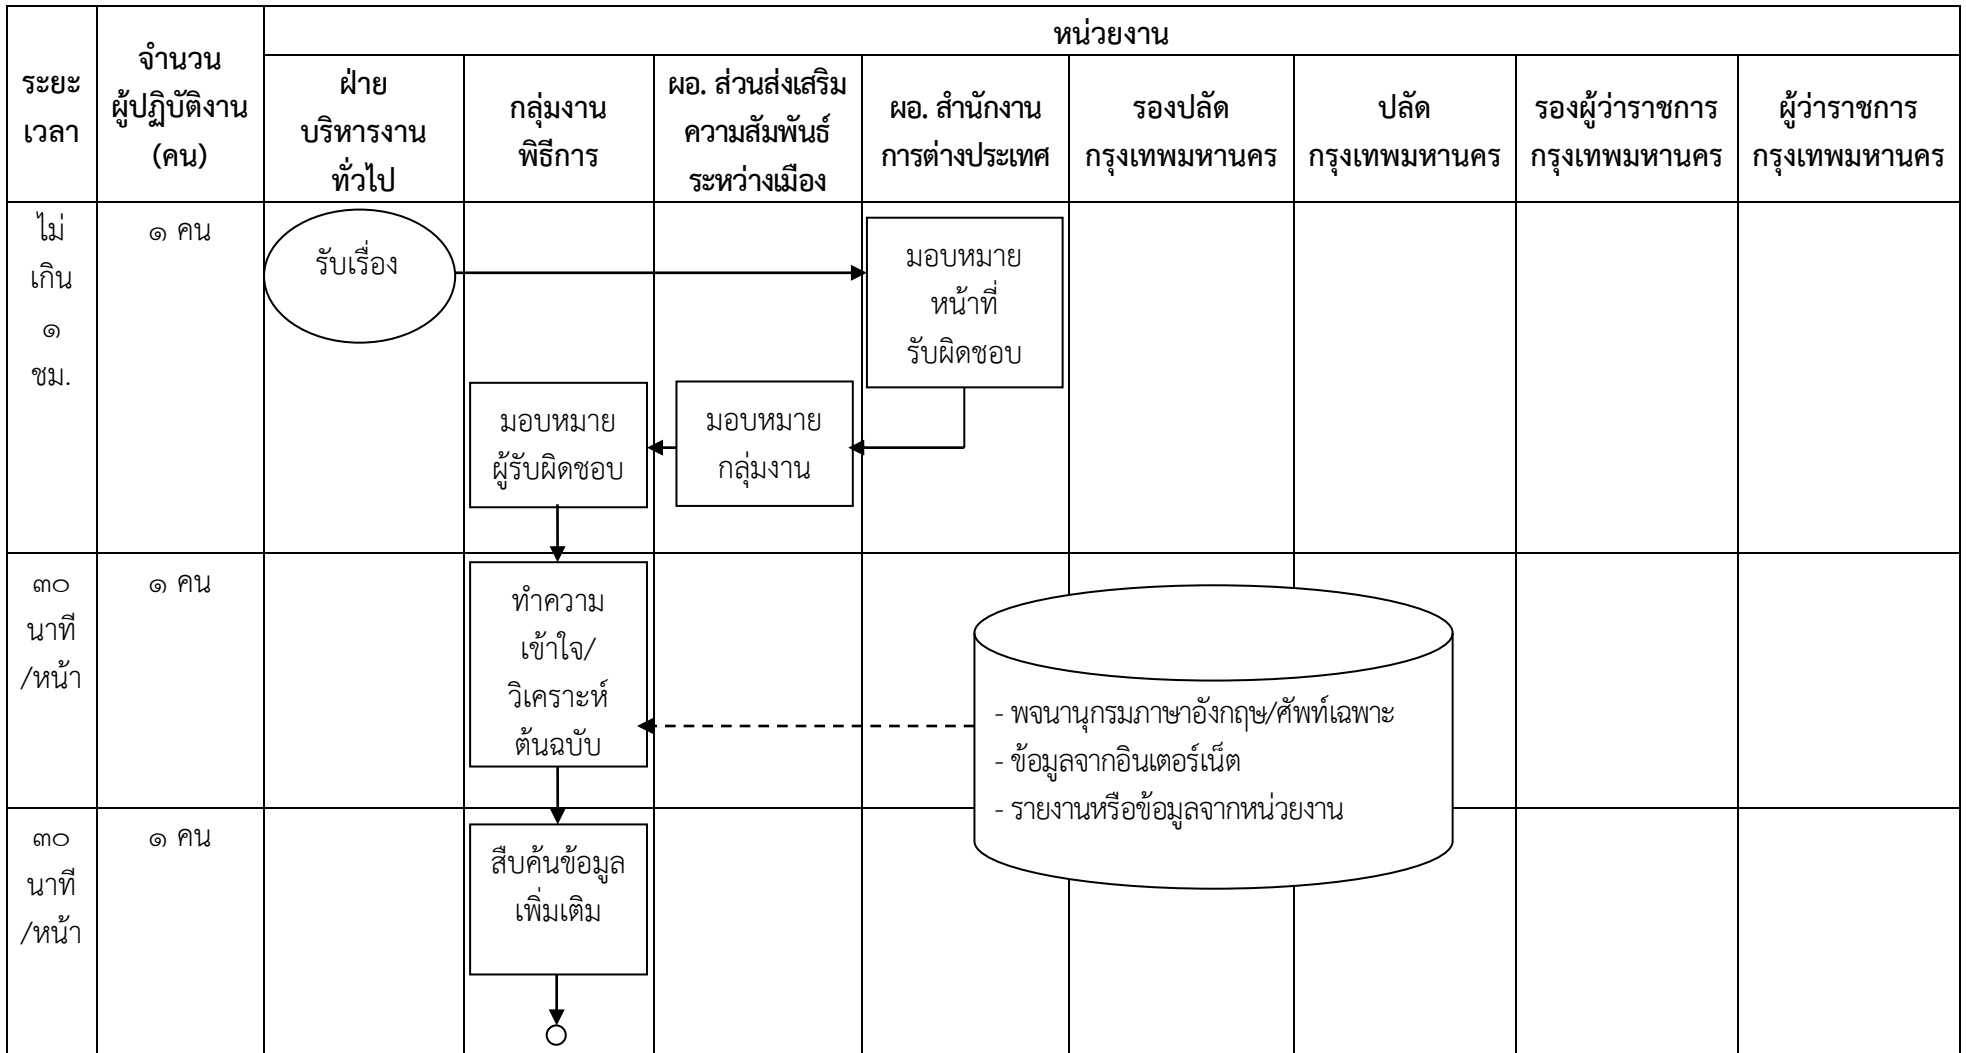 ระยะ
เวลา
จำนวน
ผู้ปฏิบัติงาน
(คน)
หน่วยงาน
ฝ่าย
บริหารงาน
ทั่วไป
กลุ่มงาน
พิธีการ
ผอ. ส่วนส่งเสริม
ความสัมพันธ์
ระหว่างเมือง
ผอ. สำนักงาน
การต่างประเทศ
รองปลัด
กรุงเทพมหานคร
ปลัด
กรุงเทพมหานคร
รองผู้ว่าราชการ
กรุงเทพมหานคร
ผู้ว่าราชการ
กรุงเทพมหานคร
ไม่
เกิน
๑
ชม.
๑ คน
รับเรื่อง
มอบหมาย
หน้าที่
รับผิดชอบ
มอบหมาย
กลุ่มงาน
มอบหมาย
ผู้รับผิดชอบ
๓๐
นาที
/หน้า
๑ คน
ทำความ
เข้าใจ/
วิเคราะห์
ต้นฉบับ
- พจนานุกรมภาษาอังกฤษ/ศัพท์เฉพาะ
- ข้อมูลจากอินเตอร์เน็ต
- รายงานหรือข้อมูลจากหน่วยงาน
๓๐
นาที
/หน้า
๑ คน
สืบค้นข้อมูล
เพิ่มเติม